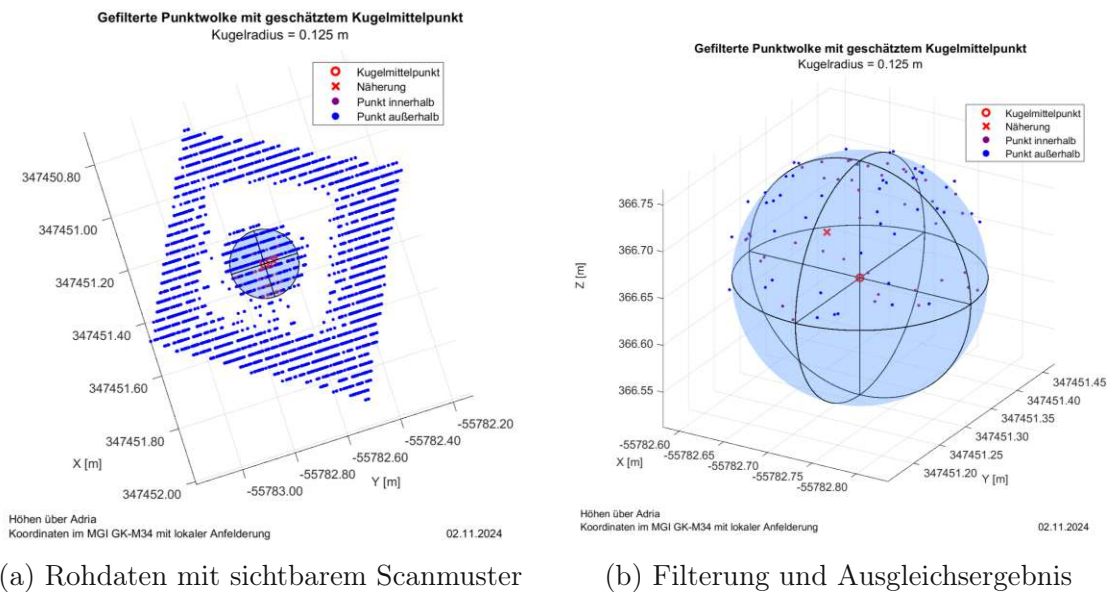 Gefilterte Punktwolke mit geschätztem Kugelmittelpunkt
Kugelradius = 0.125 m
Kugelmittelpunkt
Näherung
Punkt innerhalb
Punkt außerhalb
347450.80
347451.00
347451.20
347451.40
347451.60
347451.80
347452.00
X [m]
-55783.00
-55782.80
-55782.60
-55782.40
-55782.20
Y [m]
Höhen über Adria
Koordinaten im MGI GK-M34 mit lokaler Anfelderung
02.11.2024
(a) Rohdaten mit sichtbarem Scanmuster
Gefilterte Punktwolke mit geschätztem Kugelmittelpunkt
Kugelradius = 0.125 m
Kugelmittelpunkt
Näherung
Punkt innerhalb
Punkt außerhalb
366.75
366.70
366.65
366.60
366.55
Z [m]
-55782.60
-55782.65
-55782.70
-55782.75
-55782.80
X [m]
347451.45
347451.40
347451.35
347451.30
347451.25
347451.20
Y [m]
Höhen über Adria
Koordinaten im MGI GK-M34 mit lokaler Anfelderung
02.11.2024
(b) Filterung und Ausgleichsergebnis